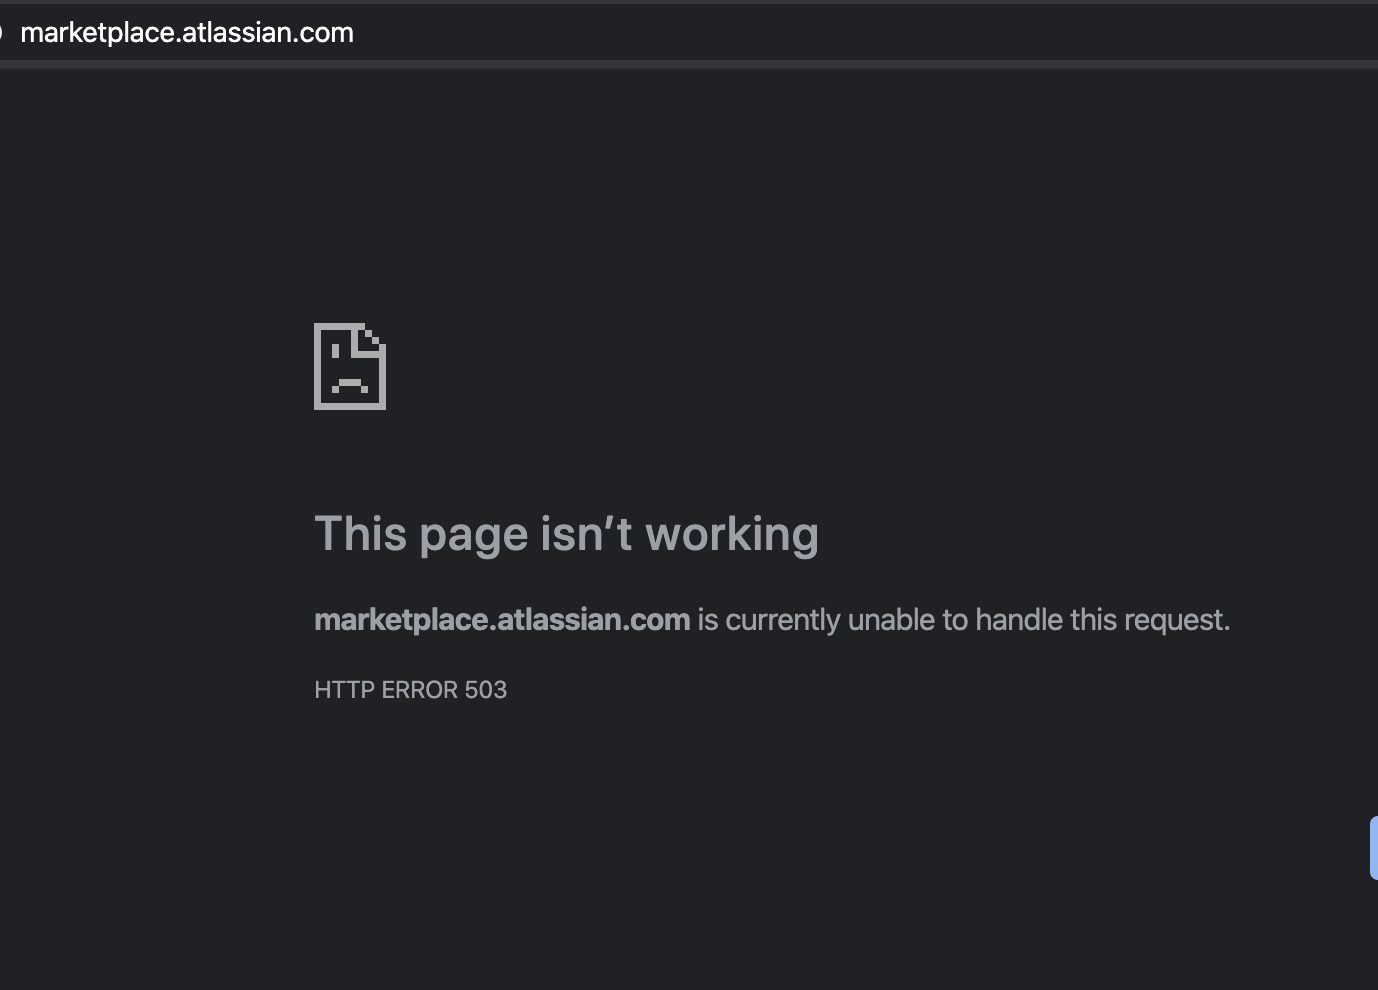 marketplace.atlassian.com
This page isn’t working
marketplace.atlassian.com is currently unable to handle this request.
HTTP ERROR 503